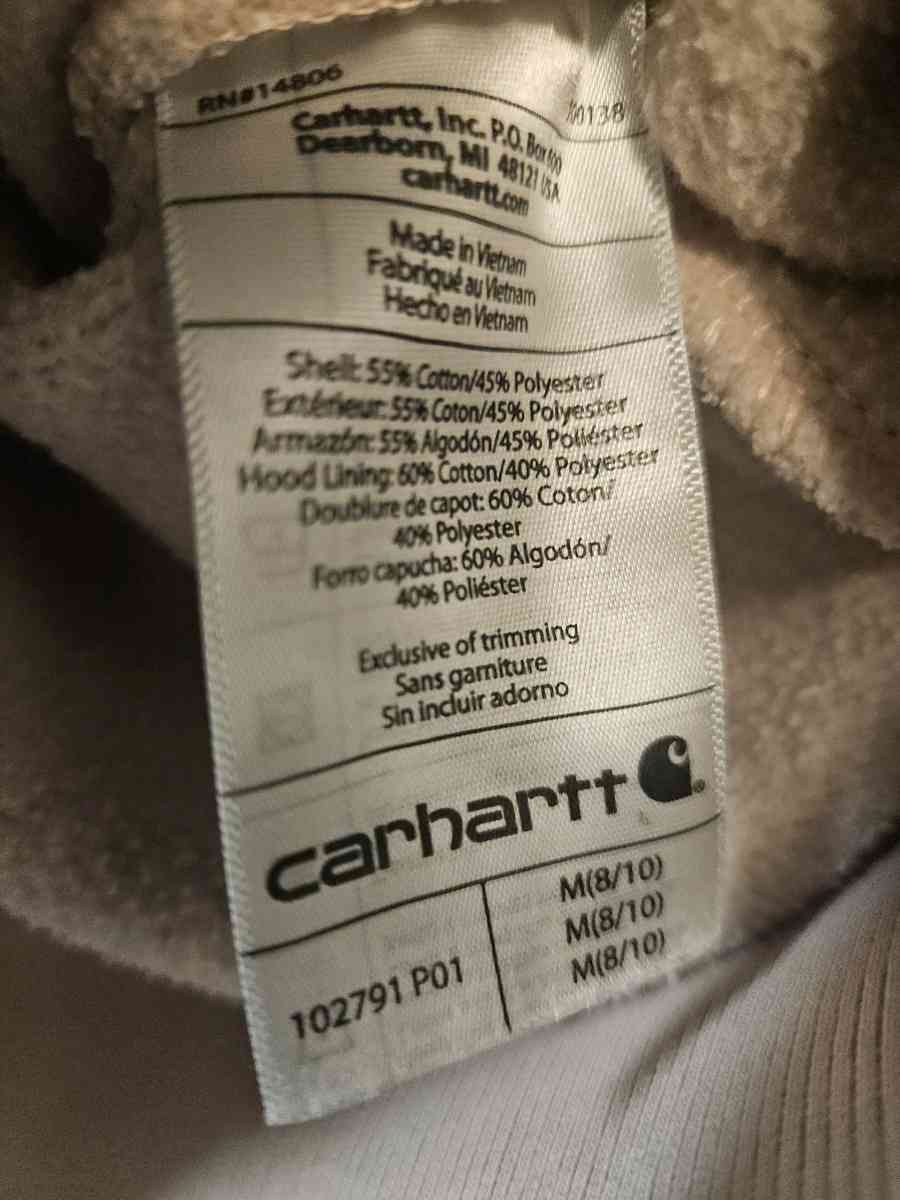 RN#14806
00138
Carhartt, Inc. P.O. Box 600
Dearborn, MI 48121 USA
carhartt.com
Made in Vietnam
Fabriqué au Vietnam
Hecho en Vietnam
Shell: 55% Cotton/45% Polyester
Extérieur: 55% Coton/45% Polyester
Armazón: 55% Algodón/45% Poliéster
Hood Lining: 60% Cotton/40% Polyester
Doublure de capot: 60% Coton/
40% Polyester
Forro capucha: 60% Algodón/
40% Poliéster
Exclusive of trimming
Sans garniture
Sin incluir adorno
carhartt ®
102791 P01
M(8/10)
M(8/10)
M(8/10)